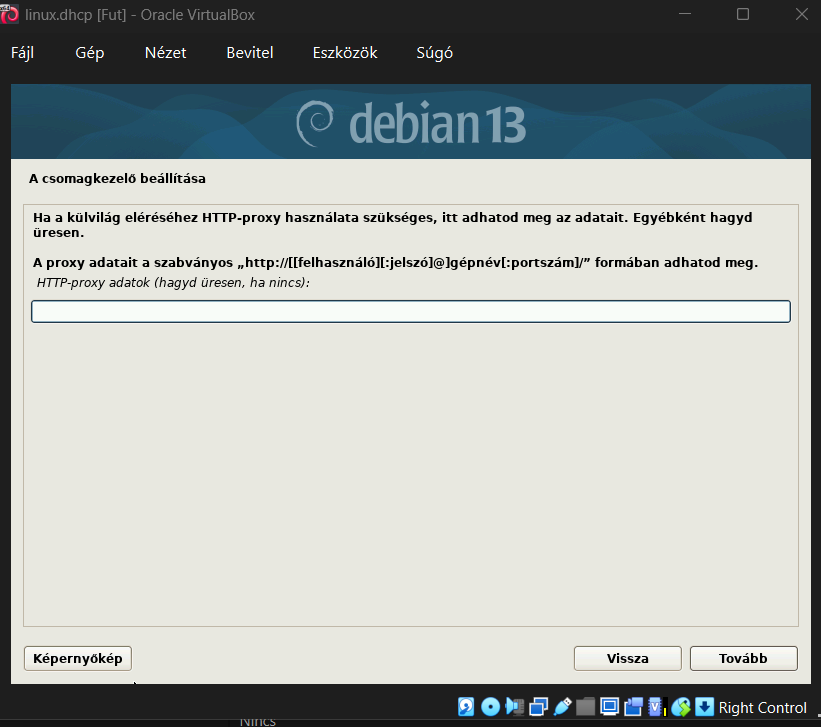 linux.dhcp [Fut] - Oracle VirtualBox
Fájl Gép Nézet Bevitel Eszközök Súgó
debian 13
A csomagkezelő beállítása
Ha a külvilág eléréséhez HTTP-proxy használata szükséges, itt adhatod meg az adatait. Egyébként hagyd
üresen.
A proxy adatait a szabványos „http://[[felhasználó][:jelszó]@]gépnév[:portszám]/” formában adhatod meg.
HTTP-proxy adatok (hagyd üresen, ha nincs):
Képernyőkép Vissza Tovább
Right Control
Nincs